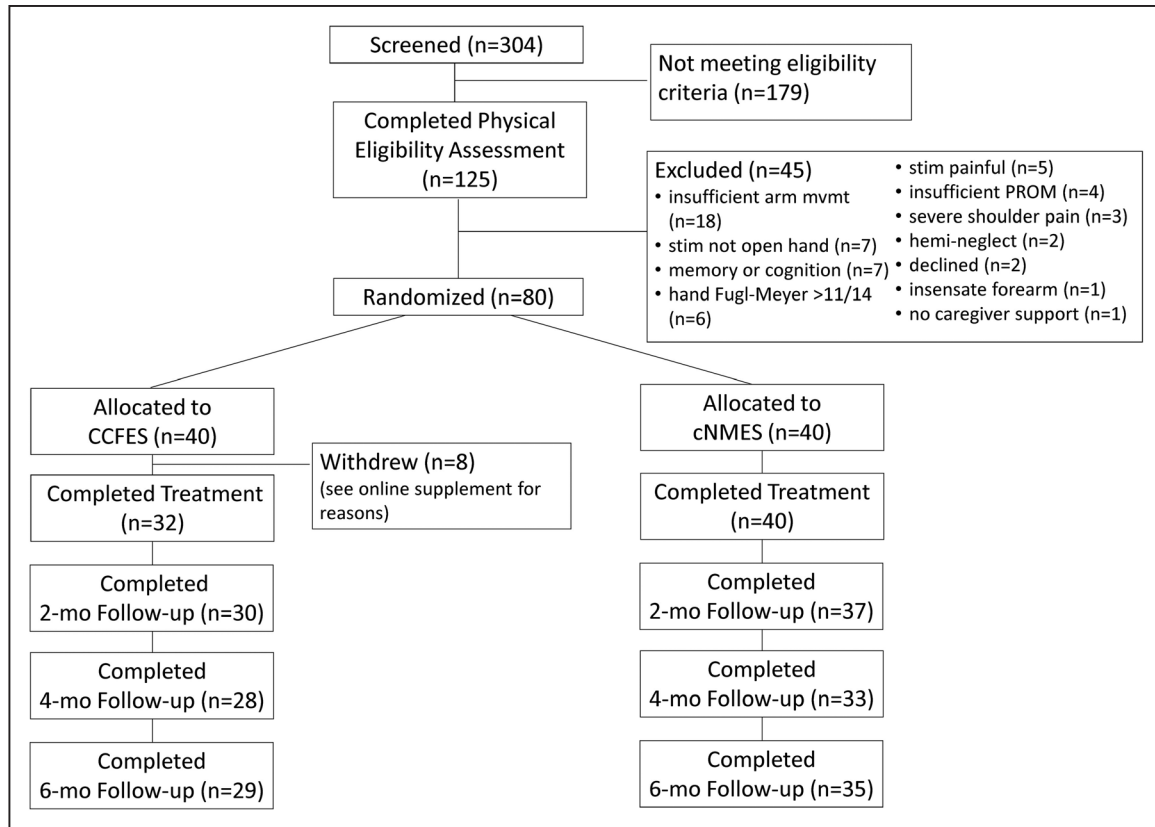 Screened (n=304)
Not meeting eligibility
criteria (n=179)
Completed Physical
Eligibility Assessment
(n=125)
Excluded (n=45)
• insufficient arm mvmt
(n=18)
• stim not open hand (n=7)
• memory or cognition (n=7)
• hand Fugl-Meyer >11/14
(n=6)
• stim painful (n=5)
• insufficient PROM (n=4)
• severe shoulder pain (n=3)
• hemi-neglect (n=2)
• declined (n=2)
• insensate forearm (n=1)
• no caregiver support (n=1)
Randomized (n=80)
Allocated to
CCFES (n=40)
Withdrew (n=8)
(see online supplement for
reasons)
Completed Treatment
(n=32)
Completed
2-mo Follow-up (n=30)
Completed
4-mo Follow-up (n=28)
Completed
6-mo Follow-up (n=29)
Allocated to
cNMES (n=40)
Completed Treatment
(n=40)
Completed
2-mo Follow-up (n=37)
Completed
4-mo Follow-up (n=33)
Completed
6-mo Follow-up (n=35)